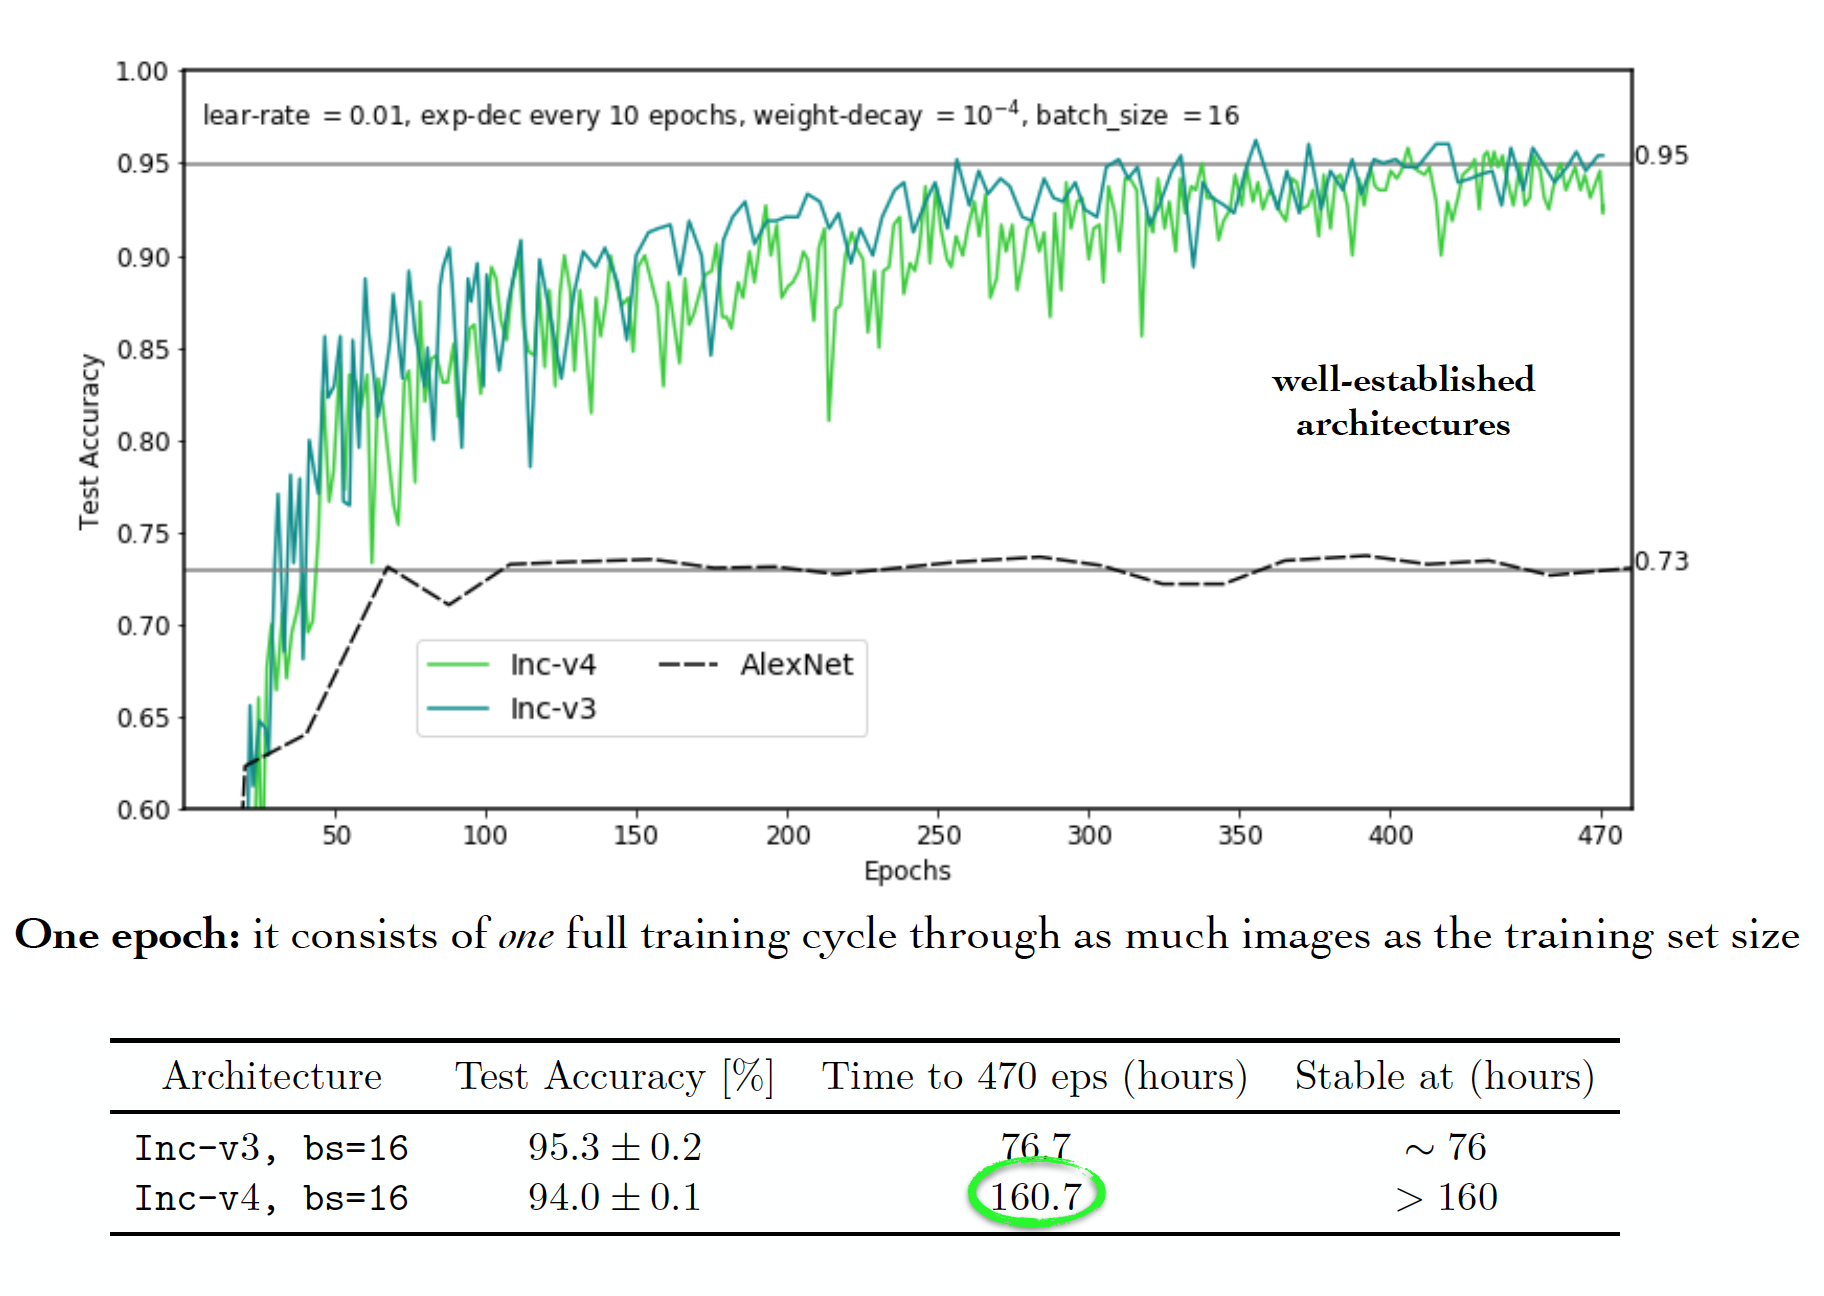 1.00
lear-rate = 0.01, exp-dec every 10 epochs, weight-decay = 10⁻⁴, batch_size = 16
0.95
0.95
0.90
0.85
well-established
architectures
0.80
Test Accuracy
0.75
0.73
0.70
Inc-v4 AlexNet
Inc-v3
0.65
0.60
50 100 150 200 250 300 350 400 470
Epochs
One epoch: it consists of one full training cycle through as much images as the training set size
Architecture Test Accuracy [%] Time to 470 eps (hours) Stable at (hours)
Inc-v3, bs=16 95.3 ± 0.2 76.7 ∼ 76
Inc-v4, bs=16 94.0 ± 0.1 160.7 > 160